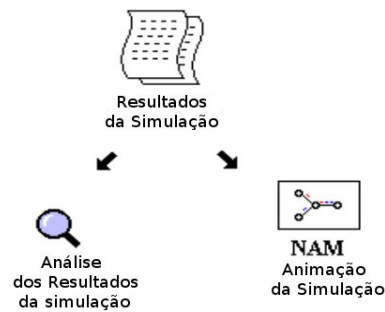 Resultados
da Simulação
Análise
dos Resultados
da simulação
NAM
Animação
da Simulação